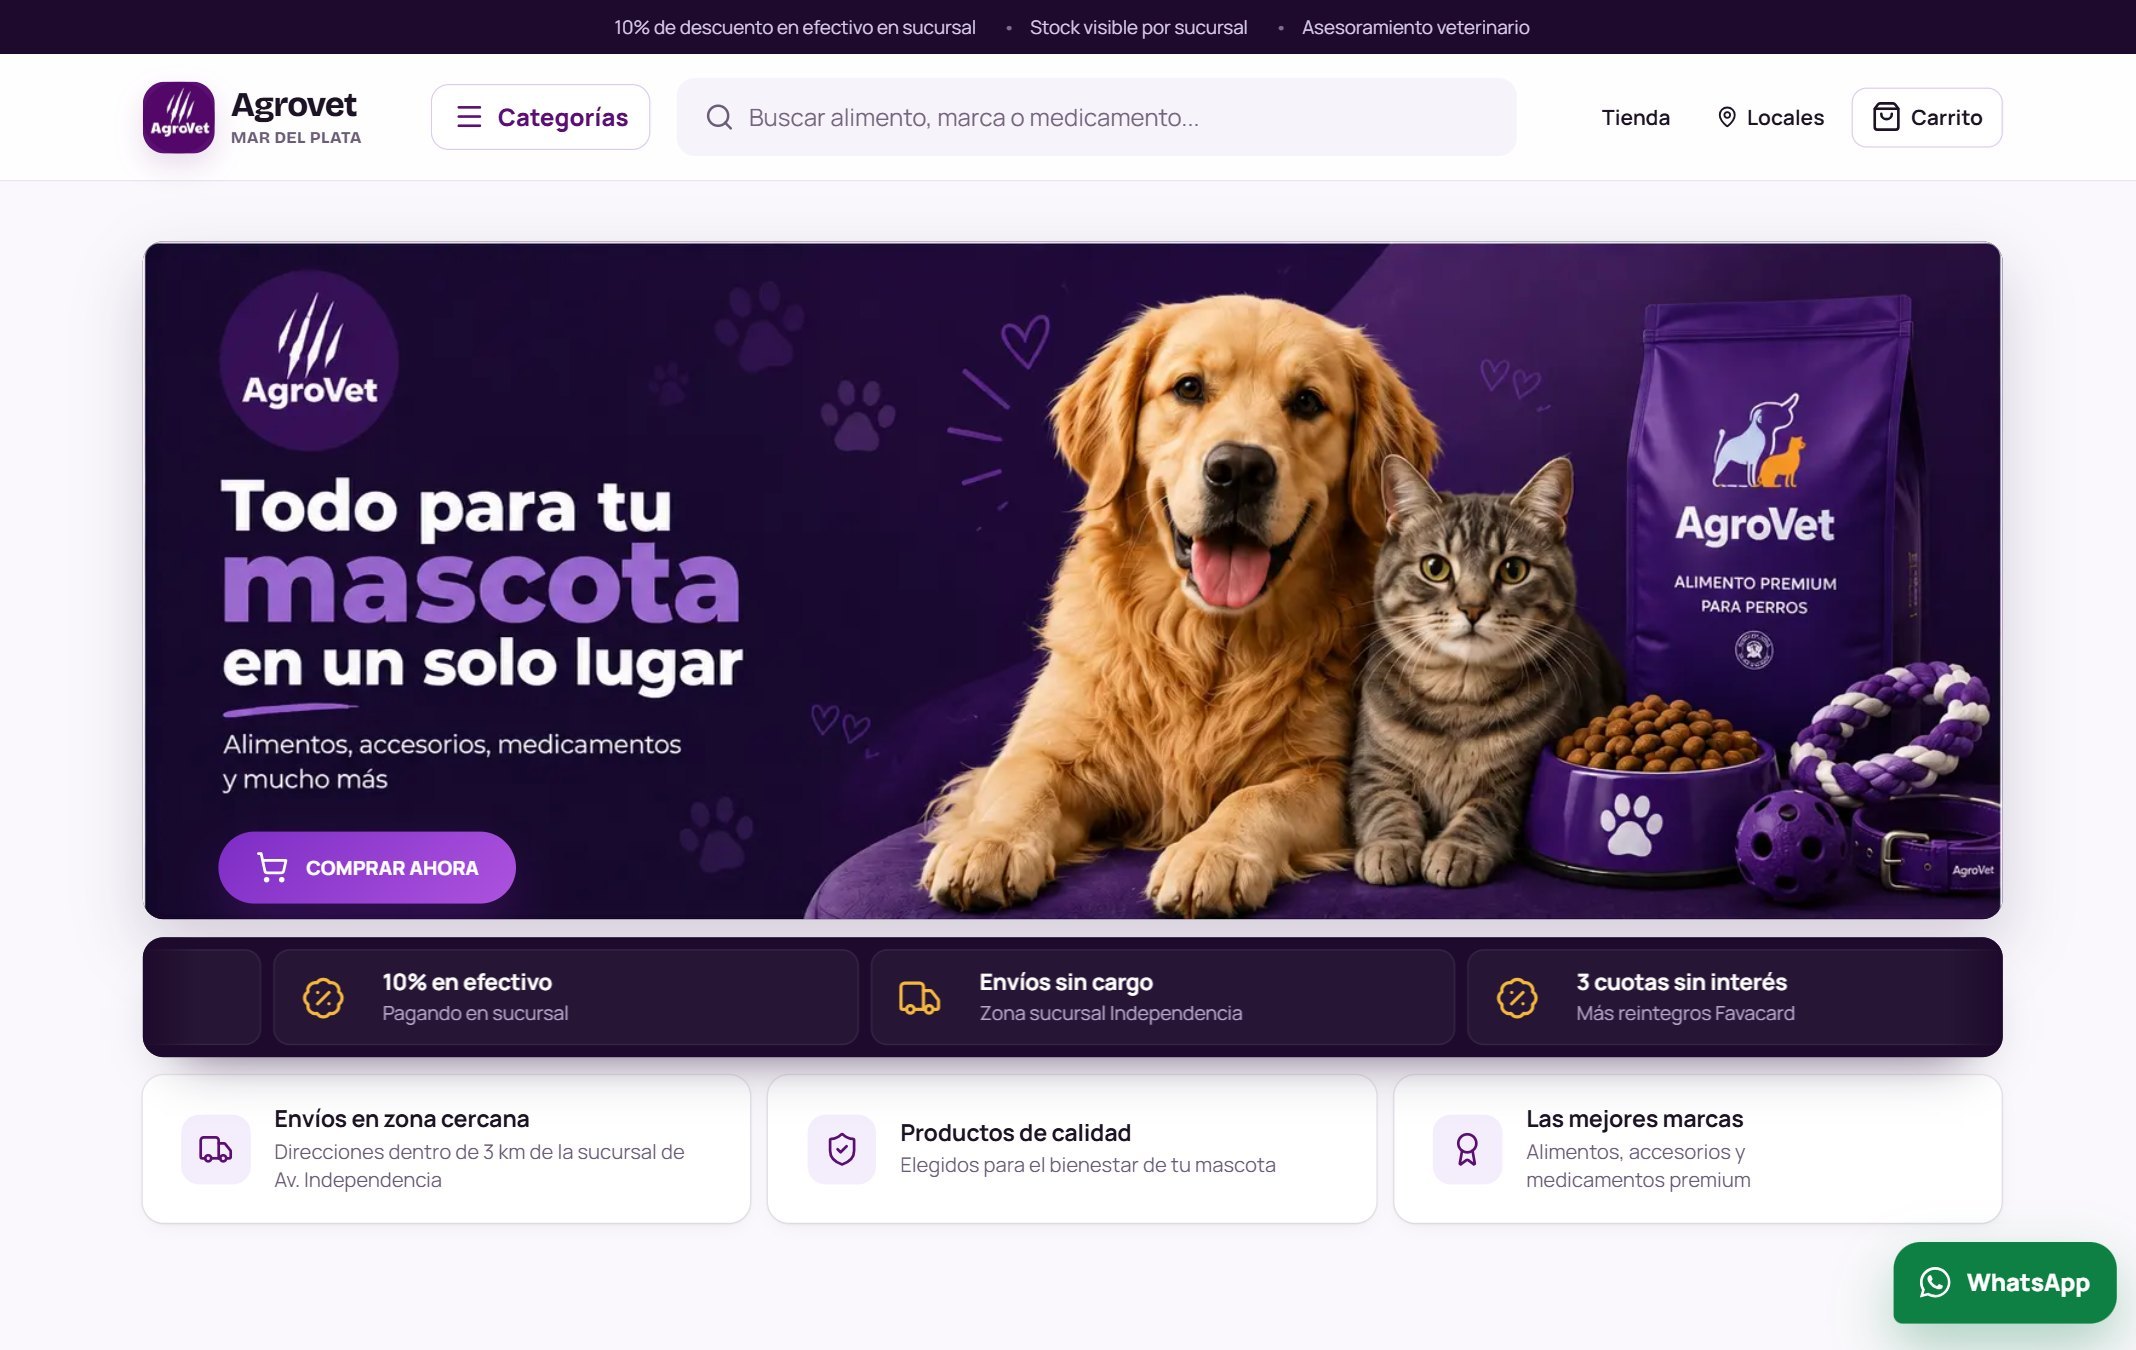 10% de descuento en efectivo en sucursal • Stock visible por sucursal • Asesoramiento veterinario
AgroVet
Agrovet
MAR DEL PLATA
Categorías
Buscar alimento, marca o medicamento...
Tienda
Locales
Carrito
AgroVet
Todo para tu
mascota
en un solo lugar
Alimentos, accesorios, medicamentos
y mucho más
COMPRAR AHORA
AgroVet
ALIMENTO PREMIUM
PARA PERROS
AgroVet
10% en efectivo
Pagando en sucursal
Envíos sin cargo
Zona sucursal Independencia
3 cuotas sin interés
Más reintegros Favacard
Envíos en zona cercana
Direcciones dentro de 3 km de la sucursal de
Av. Independencia
Productos de calidad
Elegidos para el bienestar de tu mascota
Las mejores marcas
Alimentos, accesorios y
medicamentos premium
WhatsApp